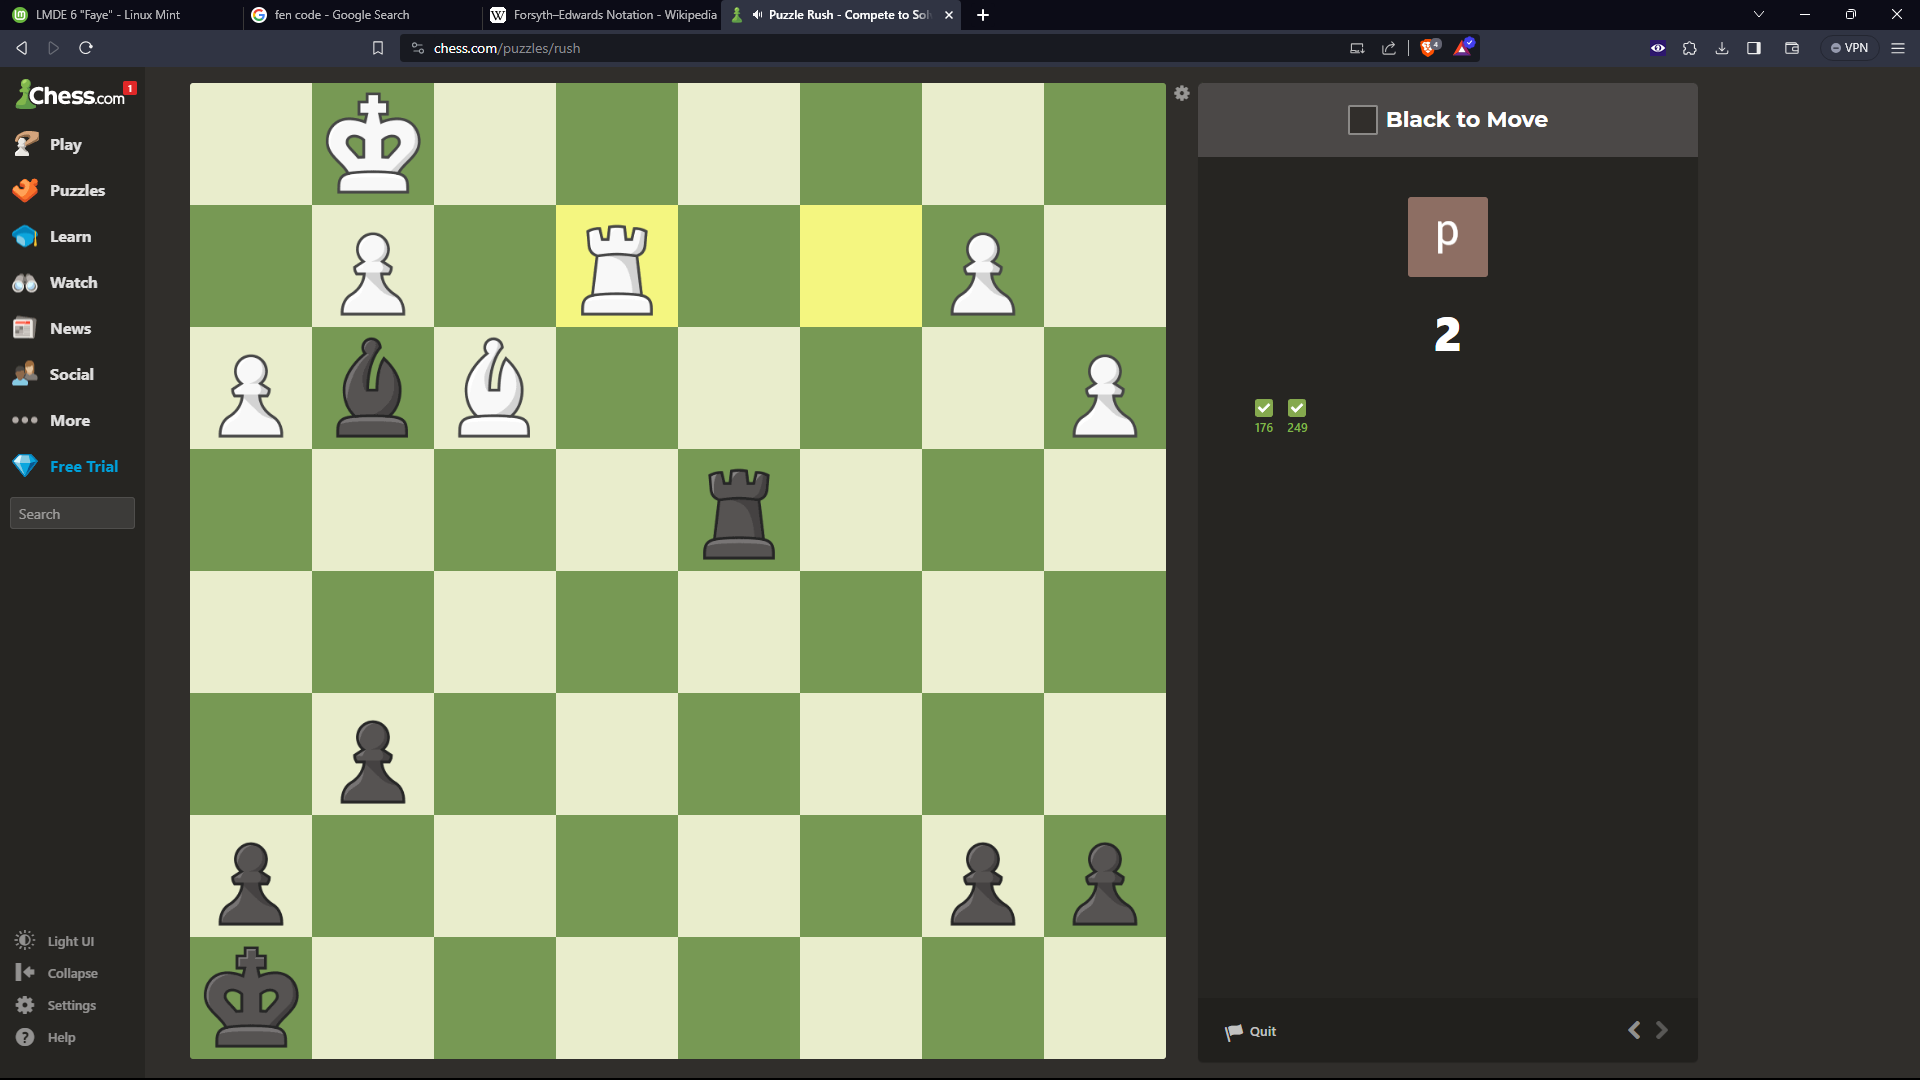 LMDE 6 "Faye" - Linux Mint
fen code - Google Search
Forsyth–Edwards Notation - Wikipedia
Puzzle Rush - Compete to Sol
chess.com/puzzles/rush
4
VPN
Chess.com
1
Play
Puzzles
Learn
Watch
News
Social
More
Free Trial
Search
Light UI
Collapse
Settings
Help
Black to Move
p
2
176
249
Quit